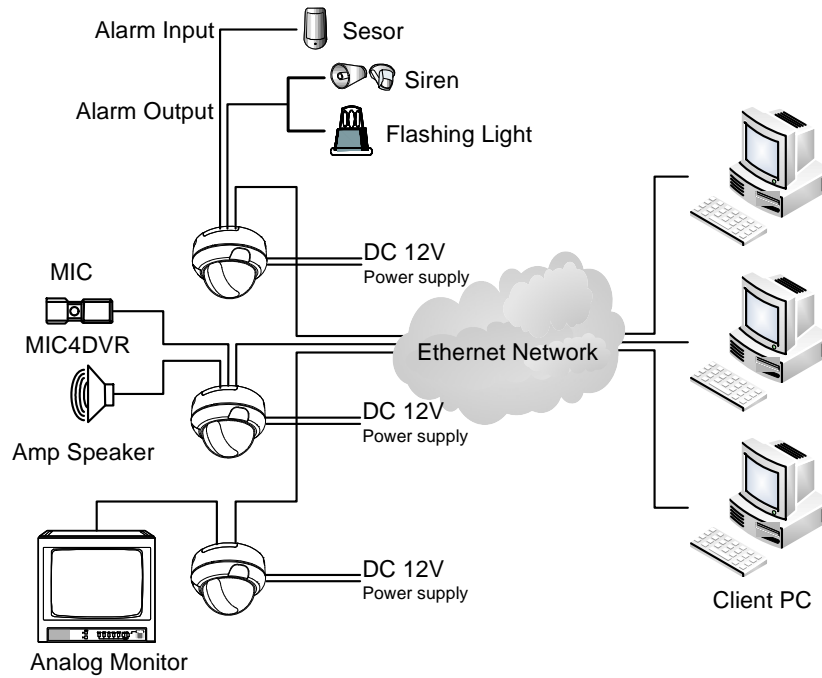 Alarm Input
Sesor
Siren
Alarm Output
Flashing Light
DC 12V
Power supply
MIC
MIC4DVR
Ethernet Network
DC 12V
Power supply
Amp Speaker
DC 12V
Power supply
Client PC
Analog Monitor